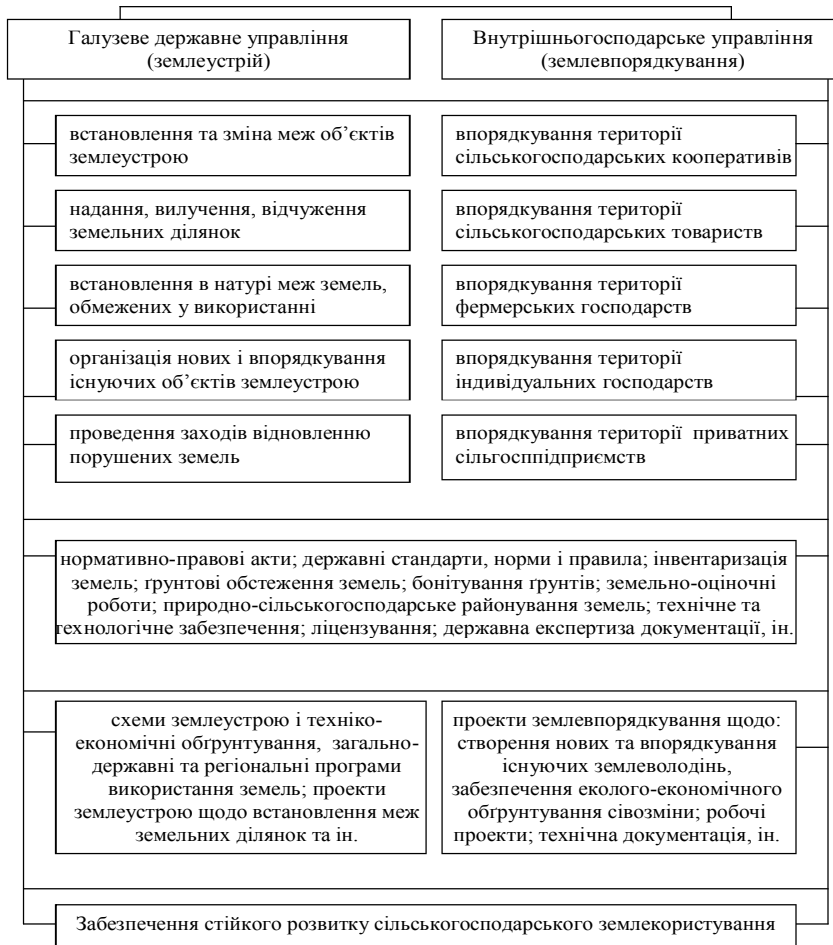 Галузеве державне управління
(землеустрій)
Внутрішньогосподарське управління
(землевпорядкування)
встановлення та зміна меж об’єктів
землеустрою
впорядкування території
сільськогосподарських кооперативів
надання, вилучення, відчуження
земельних ділянок
впорядкування території
сільськогосподарських товариств
встановлення в натурі меж земель,
обмежених у використанні
впорядкування території
фермерських господарств
організація нових і впорядкування
існуючих об’єктів землеустрою
впорядкування території
індивідуальних господарств
проведення заходів відновленню
порушених земель
впорядкування території приватних
сільгосппідприємств
нормативно-правові акти; державні стандарти, норми і правила; інвентаризація
земель; ґрунтові обстеження земель; бонітування ґрунтів; земельно-оціночні
роботи; природно-сільськогосподарське районування земель; технічне та
технологічне забезпечення; ліцензування; державна експертиза документації, ін.
схеми землеустрою і техніко-
економічні обґрунтування, загально-
державні та регіональні програми
використання земель; проекти
землеустрою щодо встановлення меж
земельних ділянок та ін.
проекти землевпорядкування щодо:
створення нових та впорядкування
існуючих землеволодінь,
забезпечення еколого-економічного
обґрунтування сівозміни; робочі
проекти; технічна документація, ін.
Забезпечення стійкого розвитку сільськогосподарського землекористування